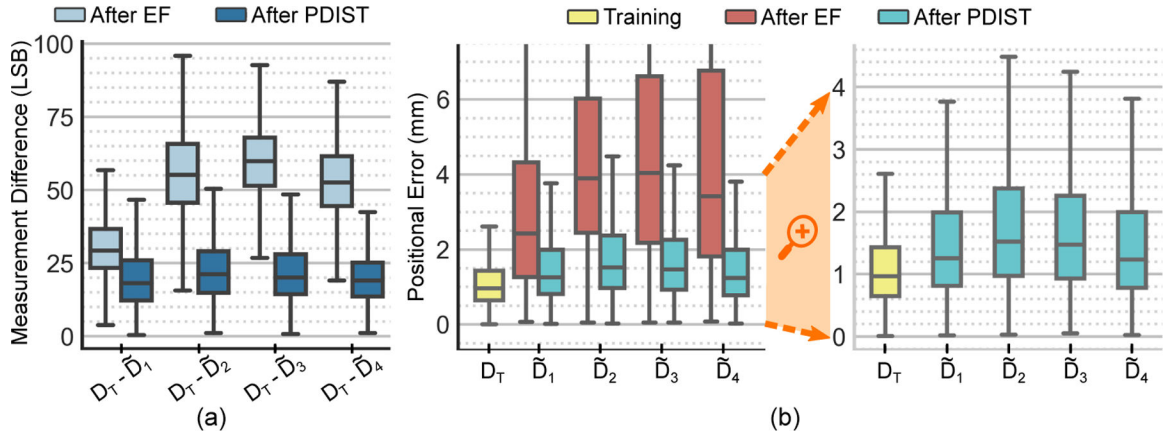 After EF After PDIST
Measurement Difference (LSB)
100
75
50
25
0
D_T - D̃_1 D_T - D̃_2 D_T - D̃_3 D_T - D̃_4
(a)
Training After EF After PDIST
Positional Error (mm)
6
4
2
0
D_T D̃_1 D̃_2 D̃_3 D̃_4
4
3
2
1
0
D_T D̃_1 D̃_2 D̃_3 D̃_4
(b)